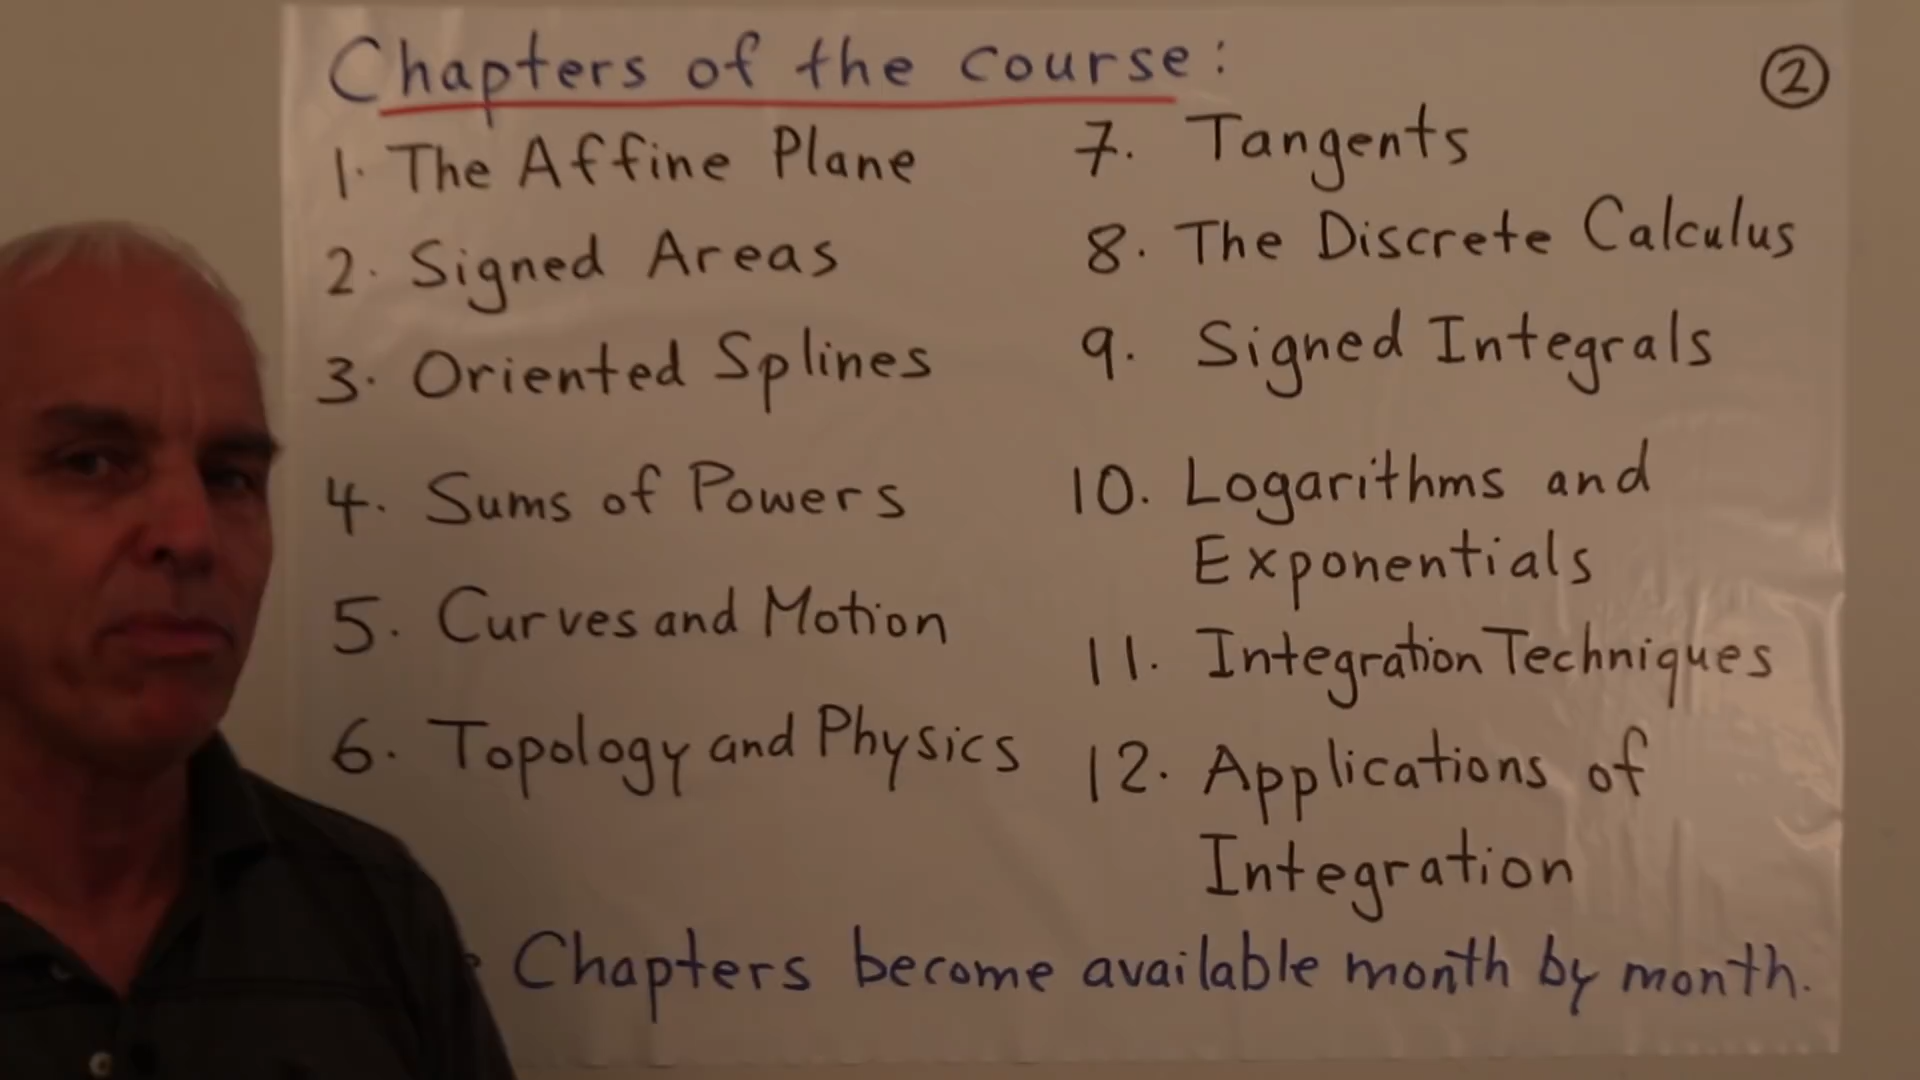 Chapters of the course:
2
1. The Affine Plane
2. Signed Areas
3. Oriented Splines
4. Sums of Powers
5. Curves and Motion
6. Topology and Physics
7. Tangents
8. The Discrete Calculus
9. Signed Integrals
10. Logarithms and
Exponentials
11. Integration Techniques
12. Applications of
Integration
Chapters become available month by month.